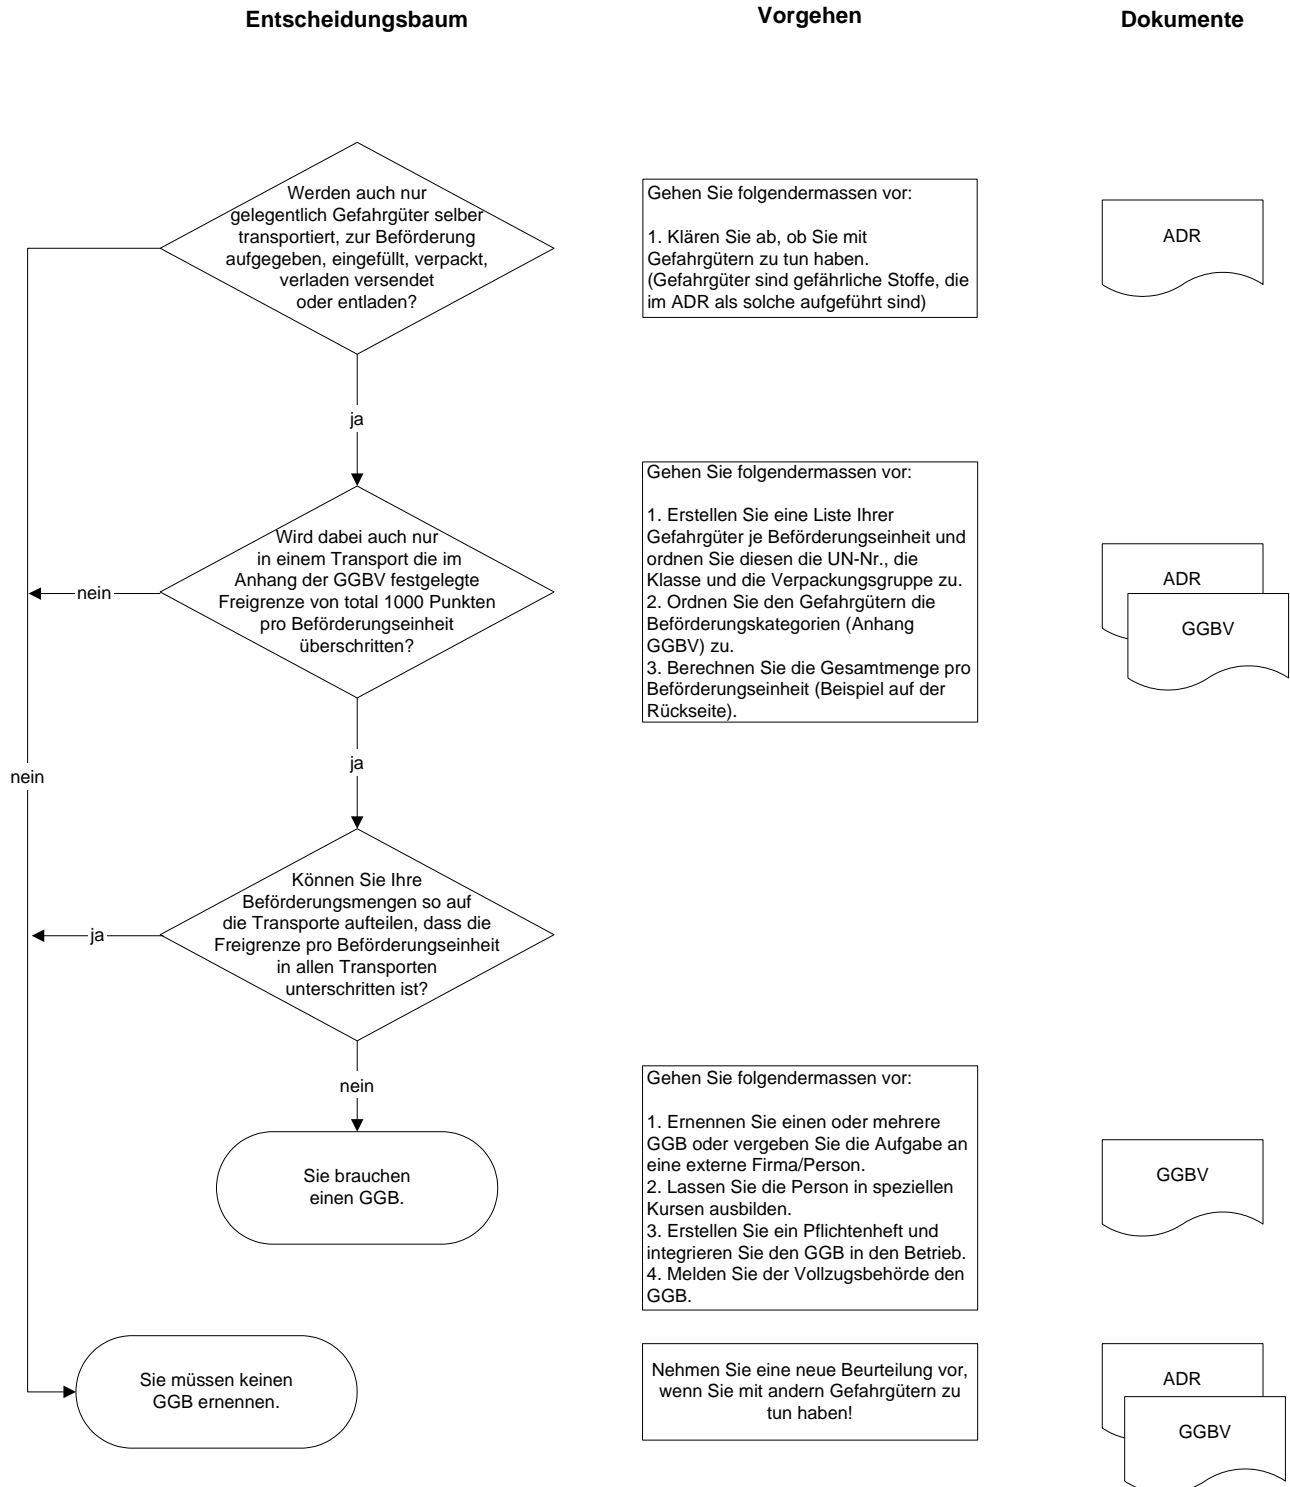 Entscheidungsbaum
Vorgehen
Dokumente
Werden auch nur
gelegentlich Gefahrgüter selber
transportiert, zur Beförderung
aufgegeben, eingefüllt, verpackt,
verladen versendet
oder entladen?
Gehen Sie folgendermassen vor:
1. Klären Sie ab, ob Sie mit
Gefahrgütern zu tun haben.
(Gefahrgüter sind gefährliche Stoffe, die
im ADR als solche aufgeführt sind)
ADR
ja
Wird dabei auch nur
in einem Transport die im
Anhang der GGBV festgelegte
Freigrenze von total 1000 Punkten
pro Beförderungseinheit
überschritten?
nein
Gehen Sie folgendermassen vor:
1. Erstellen Sie eine Liste Ihrer
Gefahrgüter je Beförderungseinheit und
ordnen Sie diesen die UN-Nr., die
Klasse und die Verpackungsgruppe zu.
2. Ordnen Sie den Gefahrgütern die
Beförderungskategorien (Anhang
GGBV) zu.
3. Berechnen Sie die Gesamtmenge pro
Beförderungseinheit (Beispiel auf der
Rückseite).
ADR
GGBV
ja
nein
Können Sie Ihre
Beförderungsmengen so auf
die Transporte aufteilen, dass die
Freigrenze pro Beförderungseinheit
in allen Transporten
unterschritten ist?
ja
nein
Sie brauchen
einen GGB.
Gehen Sie folgendermassen vor:
1. Ernennen Sie einen oder mehrere
GGB oder vergeben Sie die Aufgabe an
eine externe Firma/Person.
2. Lassen Sie die Person in speziellen
Kursen ausbilden.
3. Erstellen Sie ein Pflichtenheft und
integrieren Sie den GGB in den Betrieb.
4. Melden Sie der Vollzugsbehörde den
GGB.
GGBV
Sie müssen keinen
GGB ernennen.
Nehmen Sie eine neue Beurteilung vor,
wenn Sie mit andern Gefahrgütern zu
tun haben!
ADR
GGBV